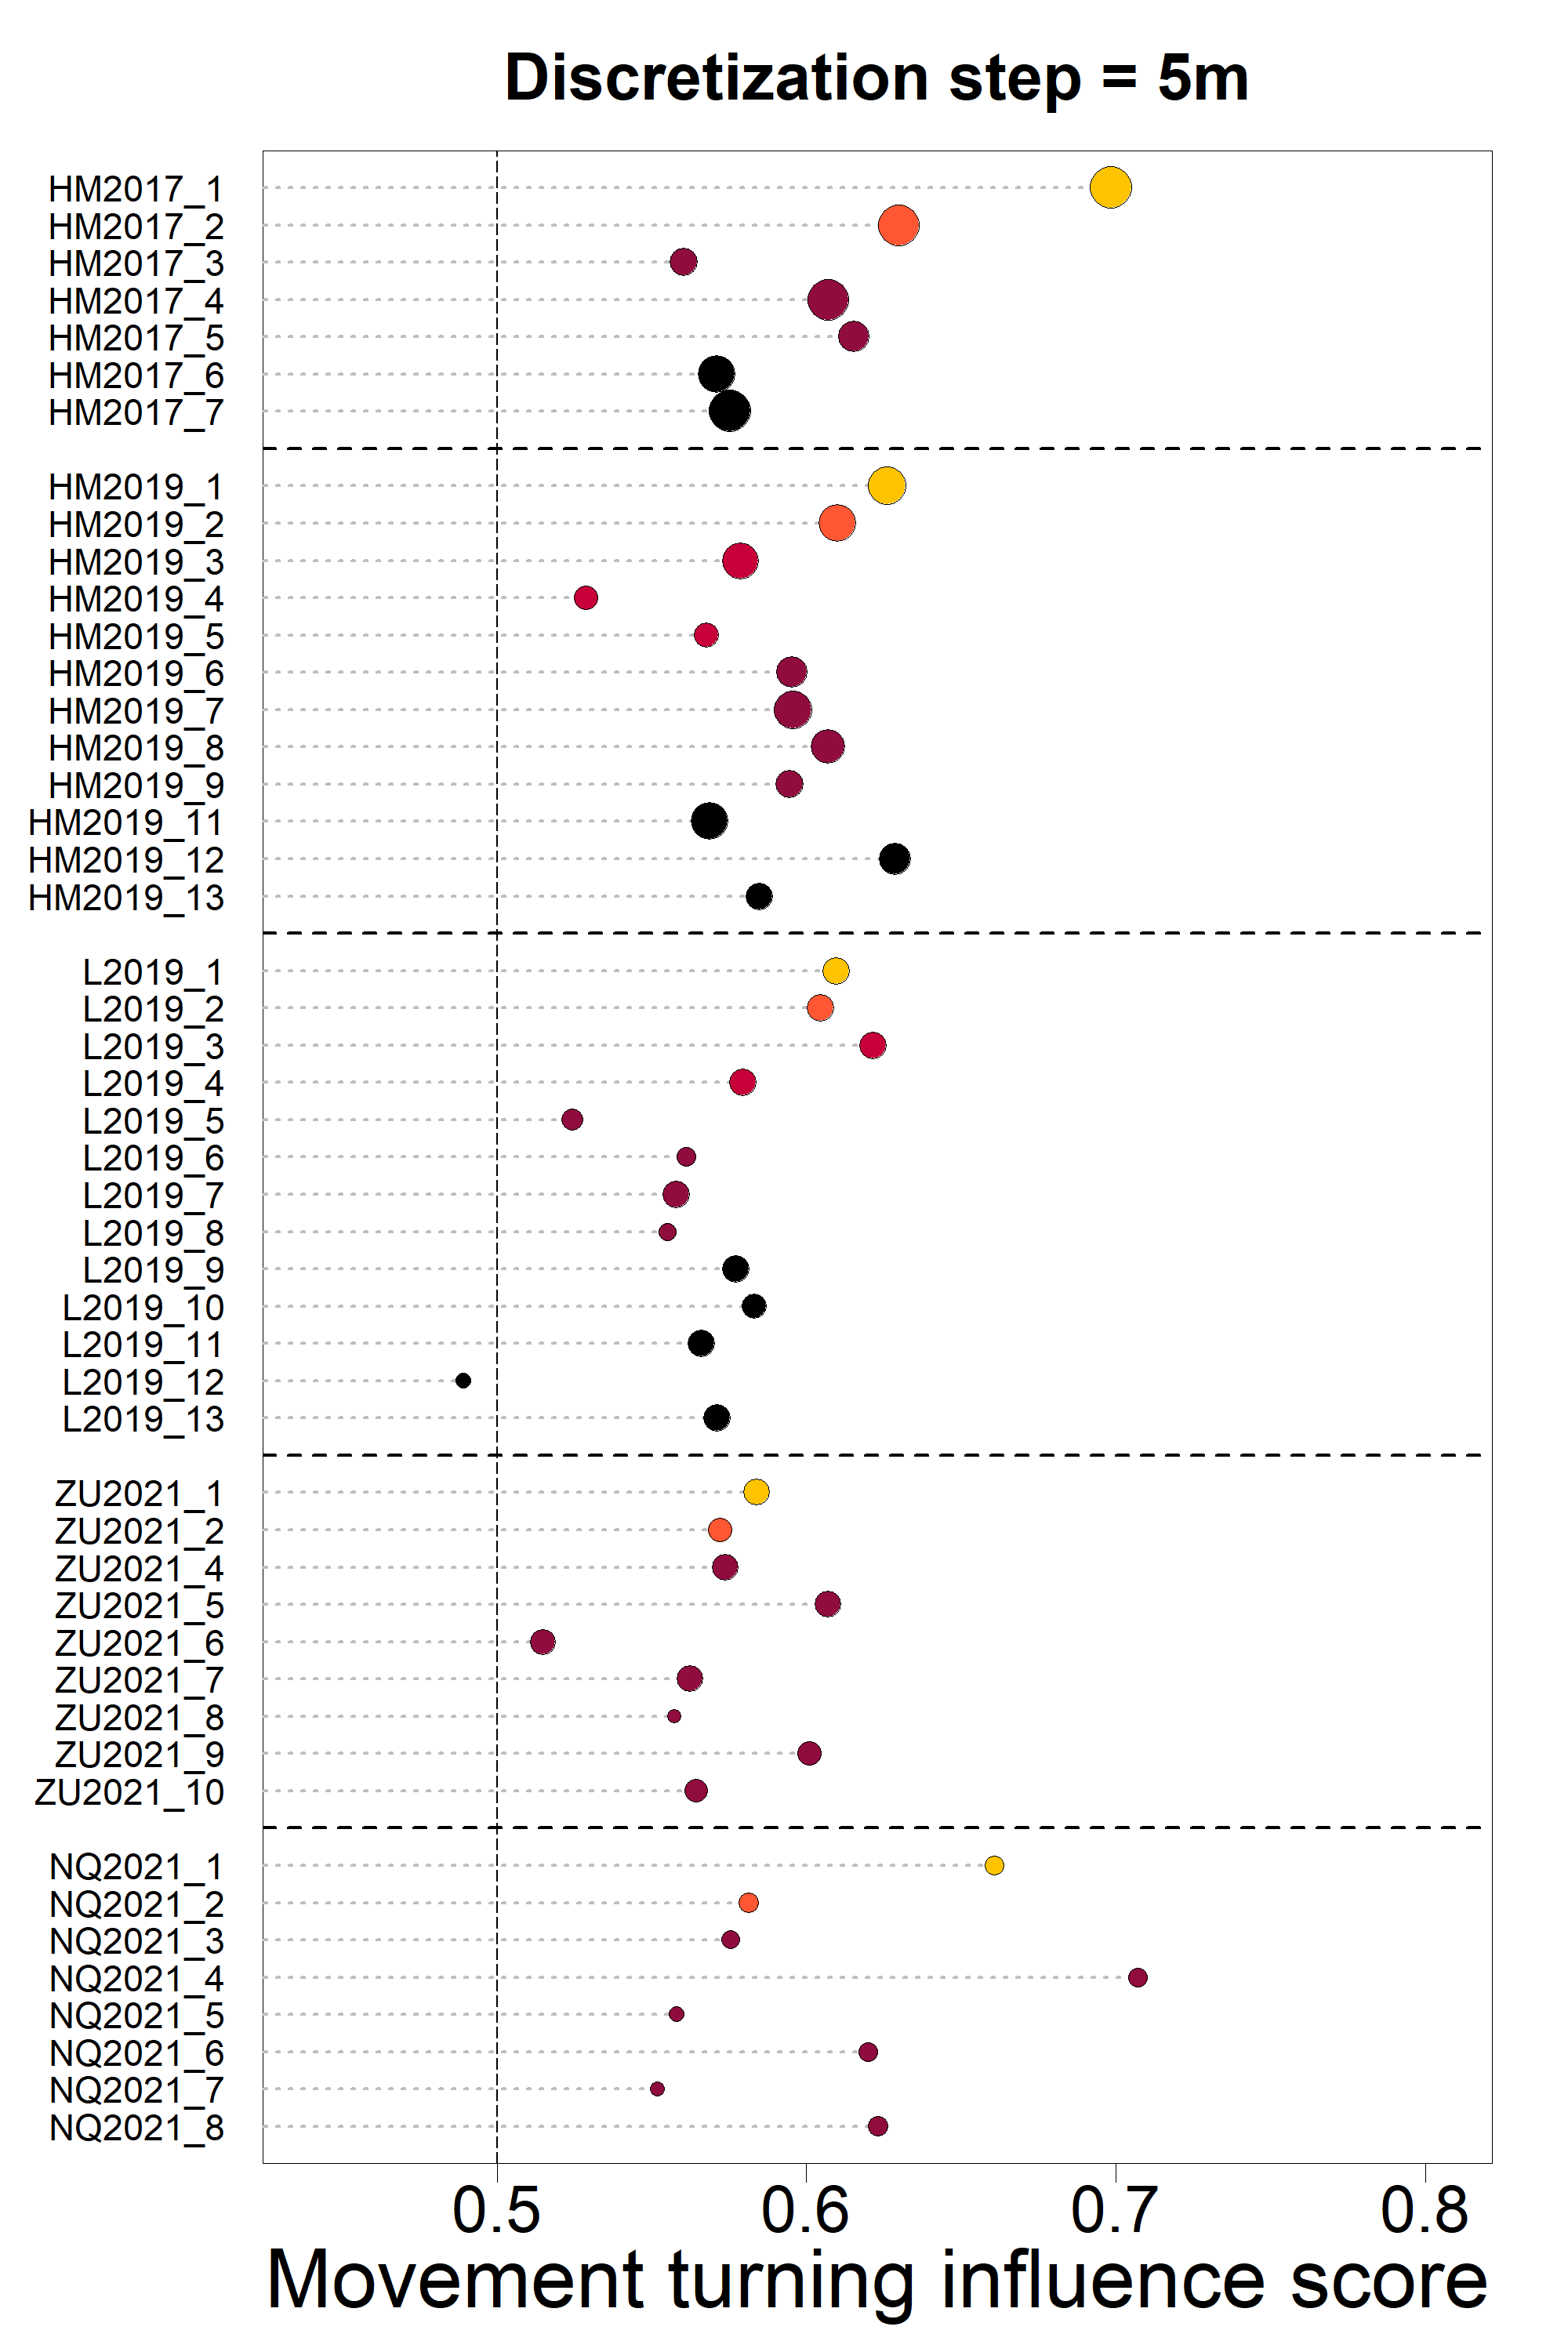 Discretization step = 5m
HM2017_1
HM2017_2
HM2017_3
HM2017_4
HM2017_5
HM2017_6
HM2017_7
HM2019_1
HM2019_2
HM2019_3
HM2019_4
HM2019_5
HM2019_6
HM2019_7
HM2019_8
HM2019_9
HM2019_11
HM2019_12
HM2019_13
L2019_1
L2019_2
L2019_3
L2019_4
L2019_5
L2019_6
L2019_7
L2019_8
L2019_9
L2019_10
L2019_11
L2019_12
L2019_13
ZU2021_1
ZU2021_2
ZU2021_4
ZU2021_5
ZU2021_6
ZU2021_7
ZU2021_8
ZU2021_9
ZU2021_10
NQ2021_1
NQ2021_2
NQ2021_3
NQ2021_4
NQ2021_5
NQ2021_6
NQ2021_7
NQ2021_8
0.5 0.6 0.7 0.8
Movement turning influence score